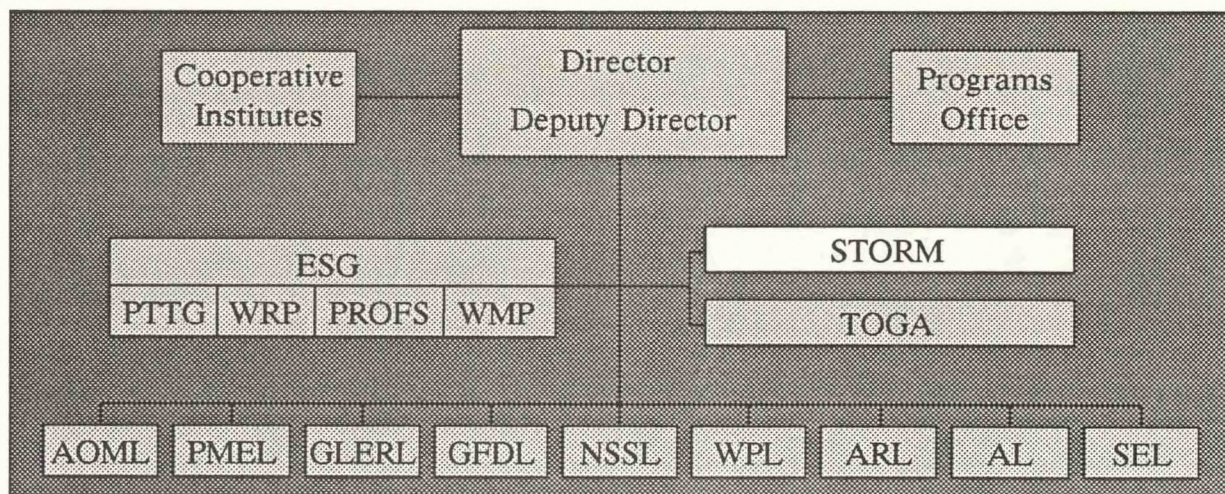 Cooperative
Institutes
Director
Deputy Director
Programs
Office
ESG
PTTG WRP PROFS WMP
STORM
TOGA
AOML PMEL GLERL GFDL NSSL WPL ARL AL SEL